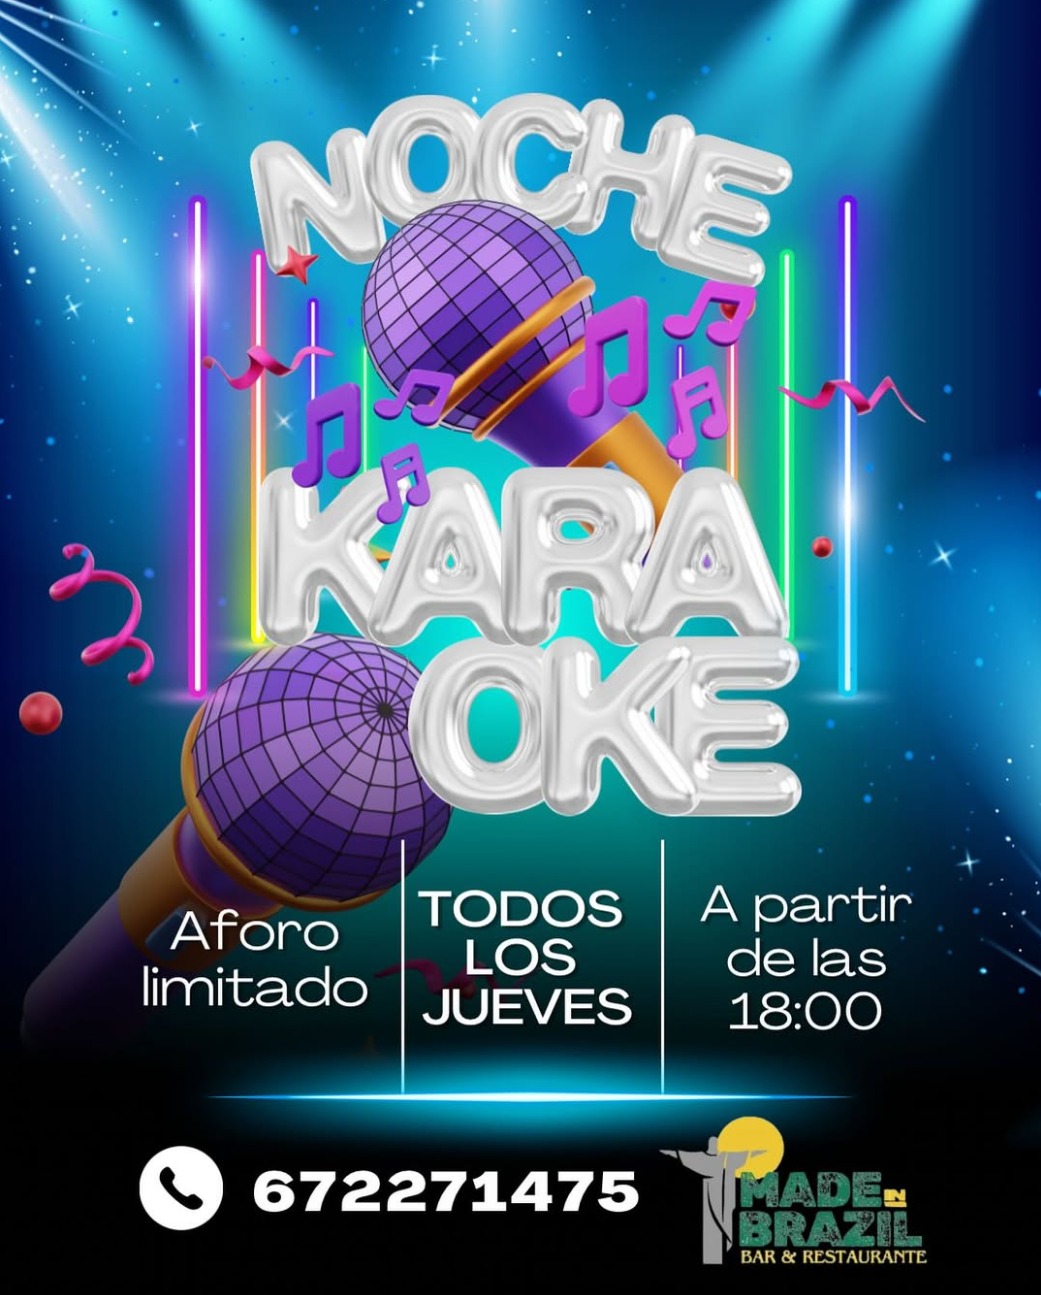 NOCHE
KARA
OKE
Aforo
limitado
TODOS
LOS
JUEVES
A partir
de las
18:00
672271475
MADE IN
BRAZIL
BAR & RESTAURANTE